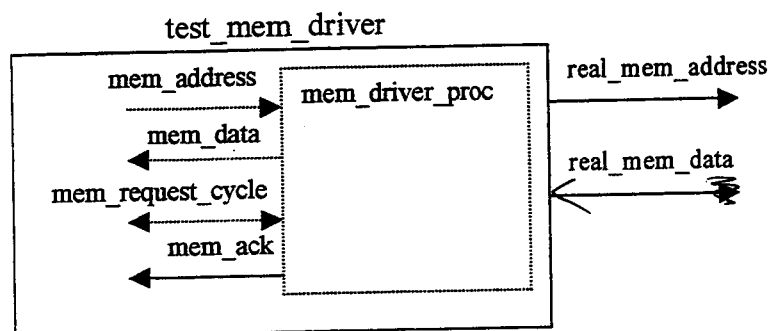 test_mem_driver
mem_address
mem_driver_proc
real_mem_address
mem_data
real_mem_data
mem_request_cycle
mem_ack